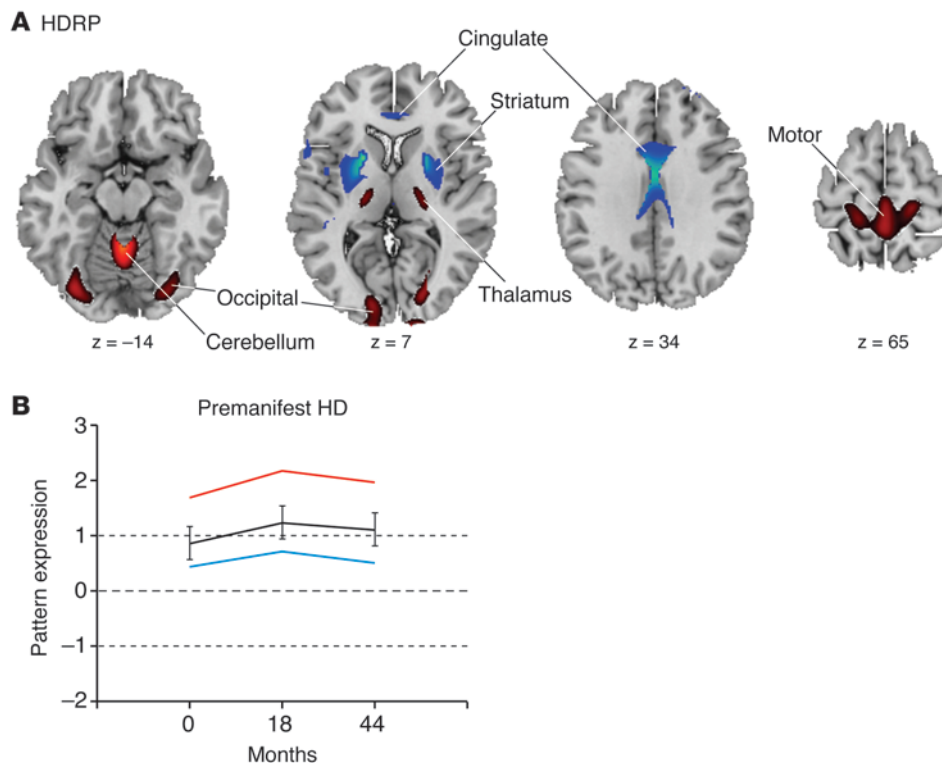 A HDRP
Cingulate
Striatum
Motor
Occipital
Thalamus
Cerebellum
z = –14
z = 7
z = 34
z = 65
B
Premanifest HD
Pattern expression
3
2
1
0
–1
–2
0 18 44
Months